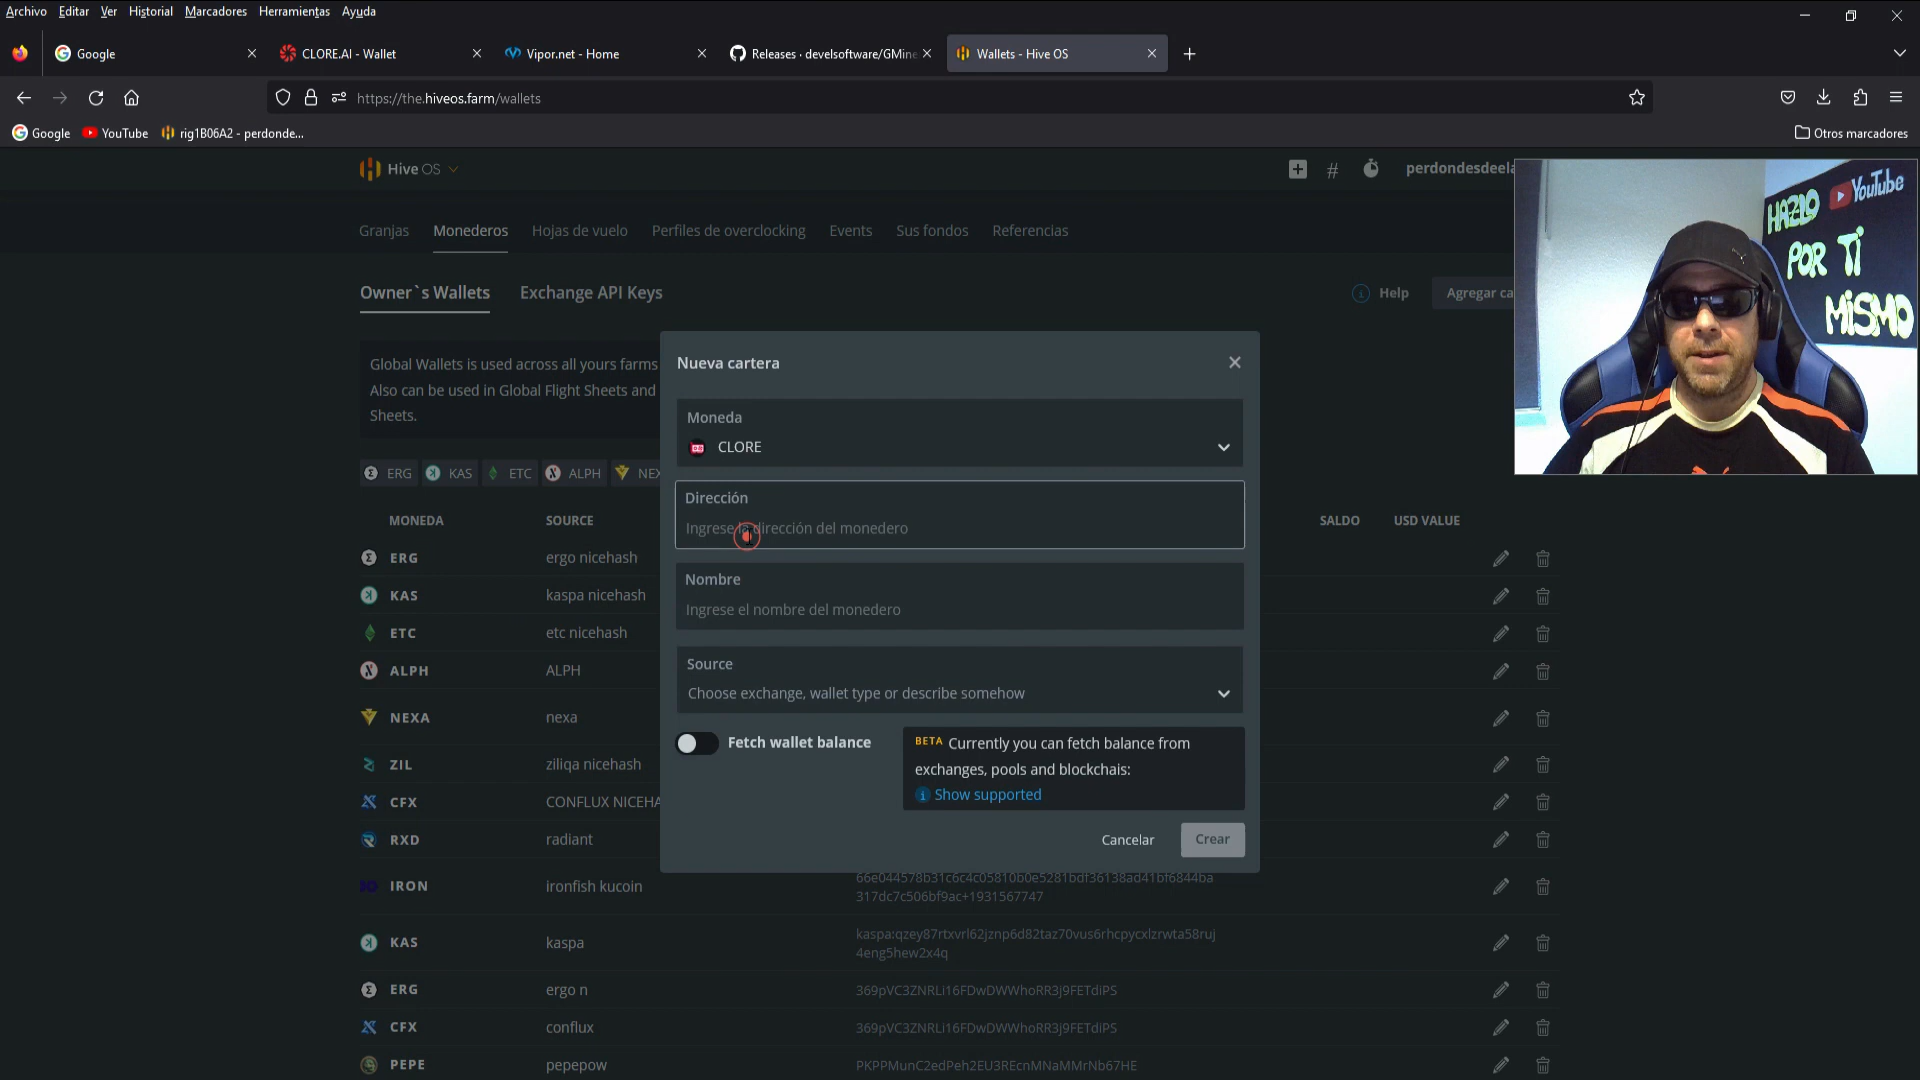 Archivo Editar Ver Historial Marcadores Herramientas Ayuda
Google
CLORE.AI - Wallet
Vipor.net - Home
Releases · develsoftware/GMine
Wallets - Hive OS
https://the.hiveos.farm/wallets
Google YouTube rig1B06A2 - perdonde... Otros marcadores
Hive OS
perdondesdeela
Granjas Monederos Hojas de vuelo Perfiles de overclocking Events Sus fondos Referencias
Owner`s Wallets Exchange API Keys Help Agregar ca
Global Wallets is used across all yours farms
Also can be used in Global Flight Sheets and
Sheets.
ERG KAS ETC ALPH NEX
MONEDA SOURCE SALDO USD VALUE
ERG ergo nicehash
KAS kaspa nicehash
ETC etc nicehash
ALPH ALPH
NEXA nexa
ZIL ziliqa nicehash
CFX CONFLUX NICEHA
RXD radiant
IRON ironfish kucoin
66e044578b31c6c4c05810b0e5281bdf36138ad41bf6844ba
317dc7c506bf9ac+1931567747
KAS kaspa
kaspa:qzey87rtxvrl62jznp6d82taz70vus6rhcpycxlzrwta58ruj
4eng5hew2x4q
ERG ergo n 369pVC3ZNRLi16FDwDWWhoRR3j9FETdiPS
CFX conflux 369pVC3ZNRLi16FDwDWWhoRR3j9FETdiPS
PEPE pepepow PKPPMunC2edPeh2EU3REcnMNaMMrNb67HE
Nueva cartera
Moneda
CLORE
Dirección
Ingrese la dirección del monedero
Nombre
Ingrese el nombre del monedero
Source
Choose exchange, wallet type or describe somehow
Fetch wallet balance
BETA Currently you can fetch balance from
exchanges, pools and blockchais:
Show supported
Cancelar Crear
YouTube
HAZLO
POR TI
MISMO